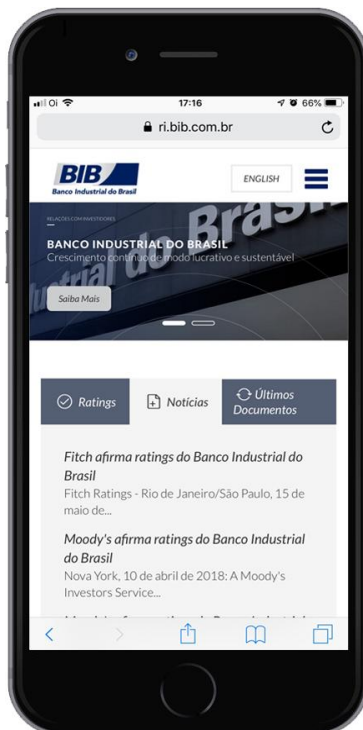 Oi 17:16 66%
ri.bib.com.br
BIB
Banco Industrial do Brasil
ENGLISH
RELAÇÕES COM INVESTIDORES
BANCO INDUSTRIAL DO BRASIL
Crescimento contínuo de modo lucrativo e sustentável
Saiba Mais
Ratings
Notícias
Últimos
Documentos
Fitch afirma ratings do Banco Industrial do
Brasil
Fitch Ratings - Rio de Janeiro/São Paulo, 15 de
maio de...
Moody's afirma ratings do Banco Industrial
do Brasil
Nova York, 10 de abril de 2018: A Moody's
Investors Service...